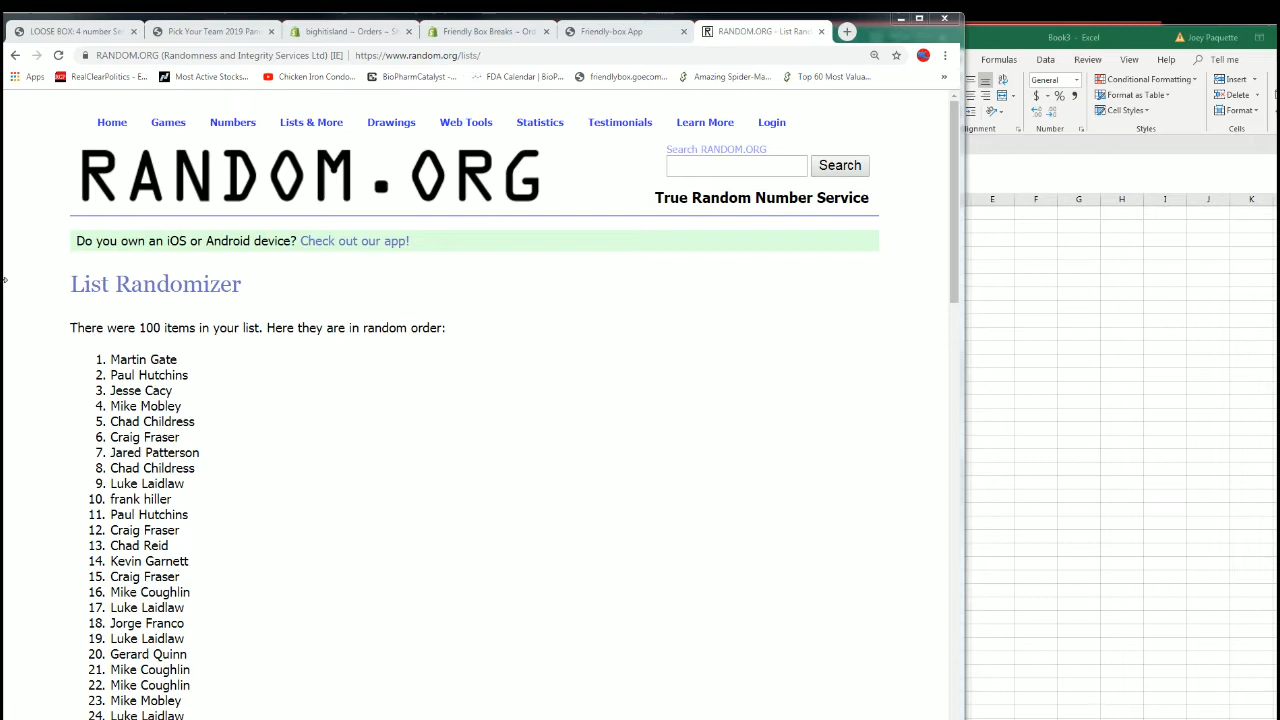 LOOSE BOX: 4 number Se
Pick Your Team 2019 Pan
bighitisland ~ Orders ~ S
Friendly Box Breaks ~ Or
Friendly-box App
RANDOM.ORG - List Ran
Book3 - Excel
Joey Paquette
RANDOM.ORG (Randomness and Integrity Services Ltd) [IE] | https://www.random.org/lists/
Formulas Data Review View Help Tell me
Apps RealClearPolitics - E... Most Active Stocks... Chicken Iron Condo... BioPharmCatalyst -... FDA Calendar | BioP... friendlybox.goecom... Amazing Spider-Ma... Top 60 Most Valua... »
General Conditional Formatting Insert
$ % Format as Table Delete
Cell Styles Format
alignment Number Styles Cells
Home Games Numbers Lists & More Drawings Web Tools Statistics Testimonials Learn More Login
RANDOM.ORG
Search RANDOM.ORG
Search
True Random Number Service
E F G H I J K
Do you own an iOS or Android device? Check out our app!
List Randomizer
There were 100 items in your list. Here they are in random order:
1. Martin Gate
2. Paul Hutchins
3. Jesse Cacy
4. Mike Mobley
5. Chad Childress
6. Craig Fraser
7. Jared Patterson
8. Chad Childress
9. Luke Laidlaw
10. frank hiller
11. Paul Hutchins
12. Craig Fraser
13. Chad Reid
14. Kevin Garnett
15. Craig Fraser
16. Mike Coughlin
17. Luke Laidlaw
18. Jorge Franco
19. Luke Laidlaw
20. Gerard Quinn
21. Mike Coughlin
22. Mike Coughlin
23. Mike Mobley
24. Luke Laidlaw